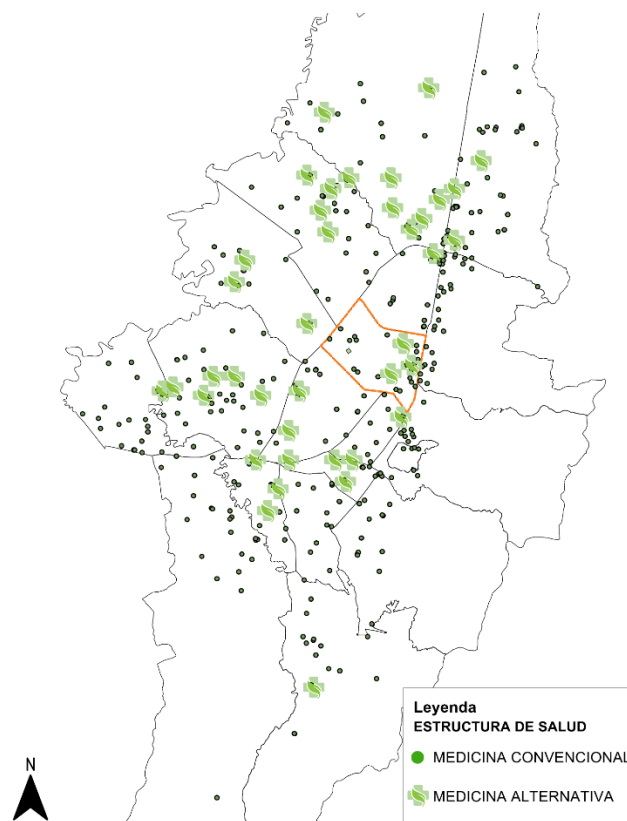 Leyenda
ESTRUCTURA DE SALUD
MEDICINA CONVENCIONAL
MEDICINA ALTERNATIVA
N